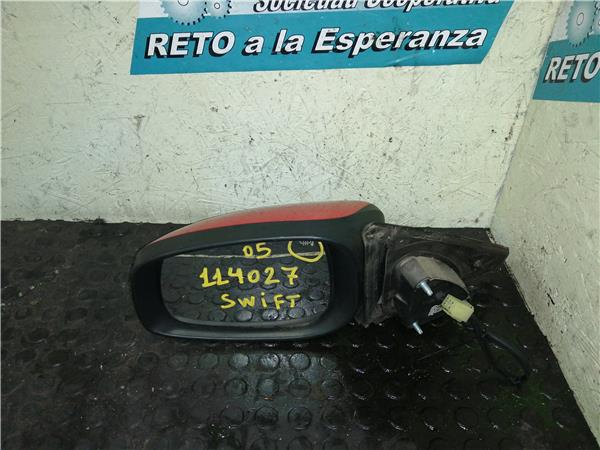 Sociedad Cooperativa
RETO a la Esperanza
RETO a
05
114027
SWiFT